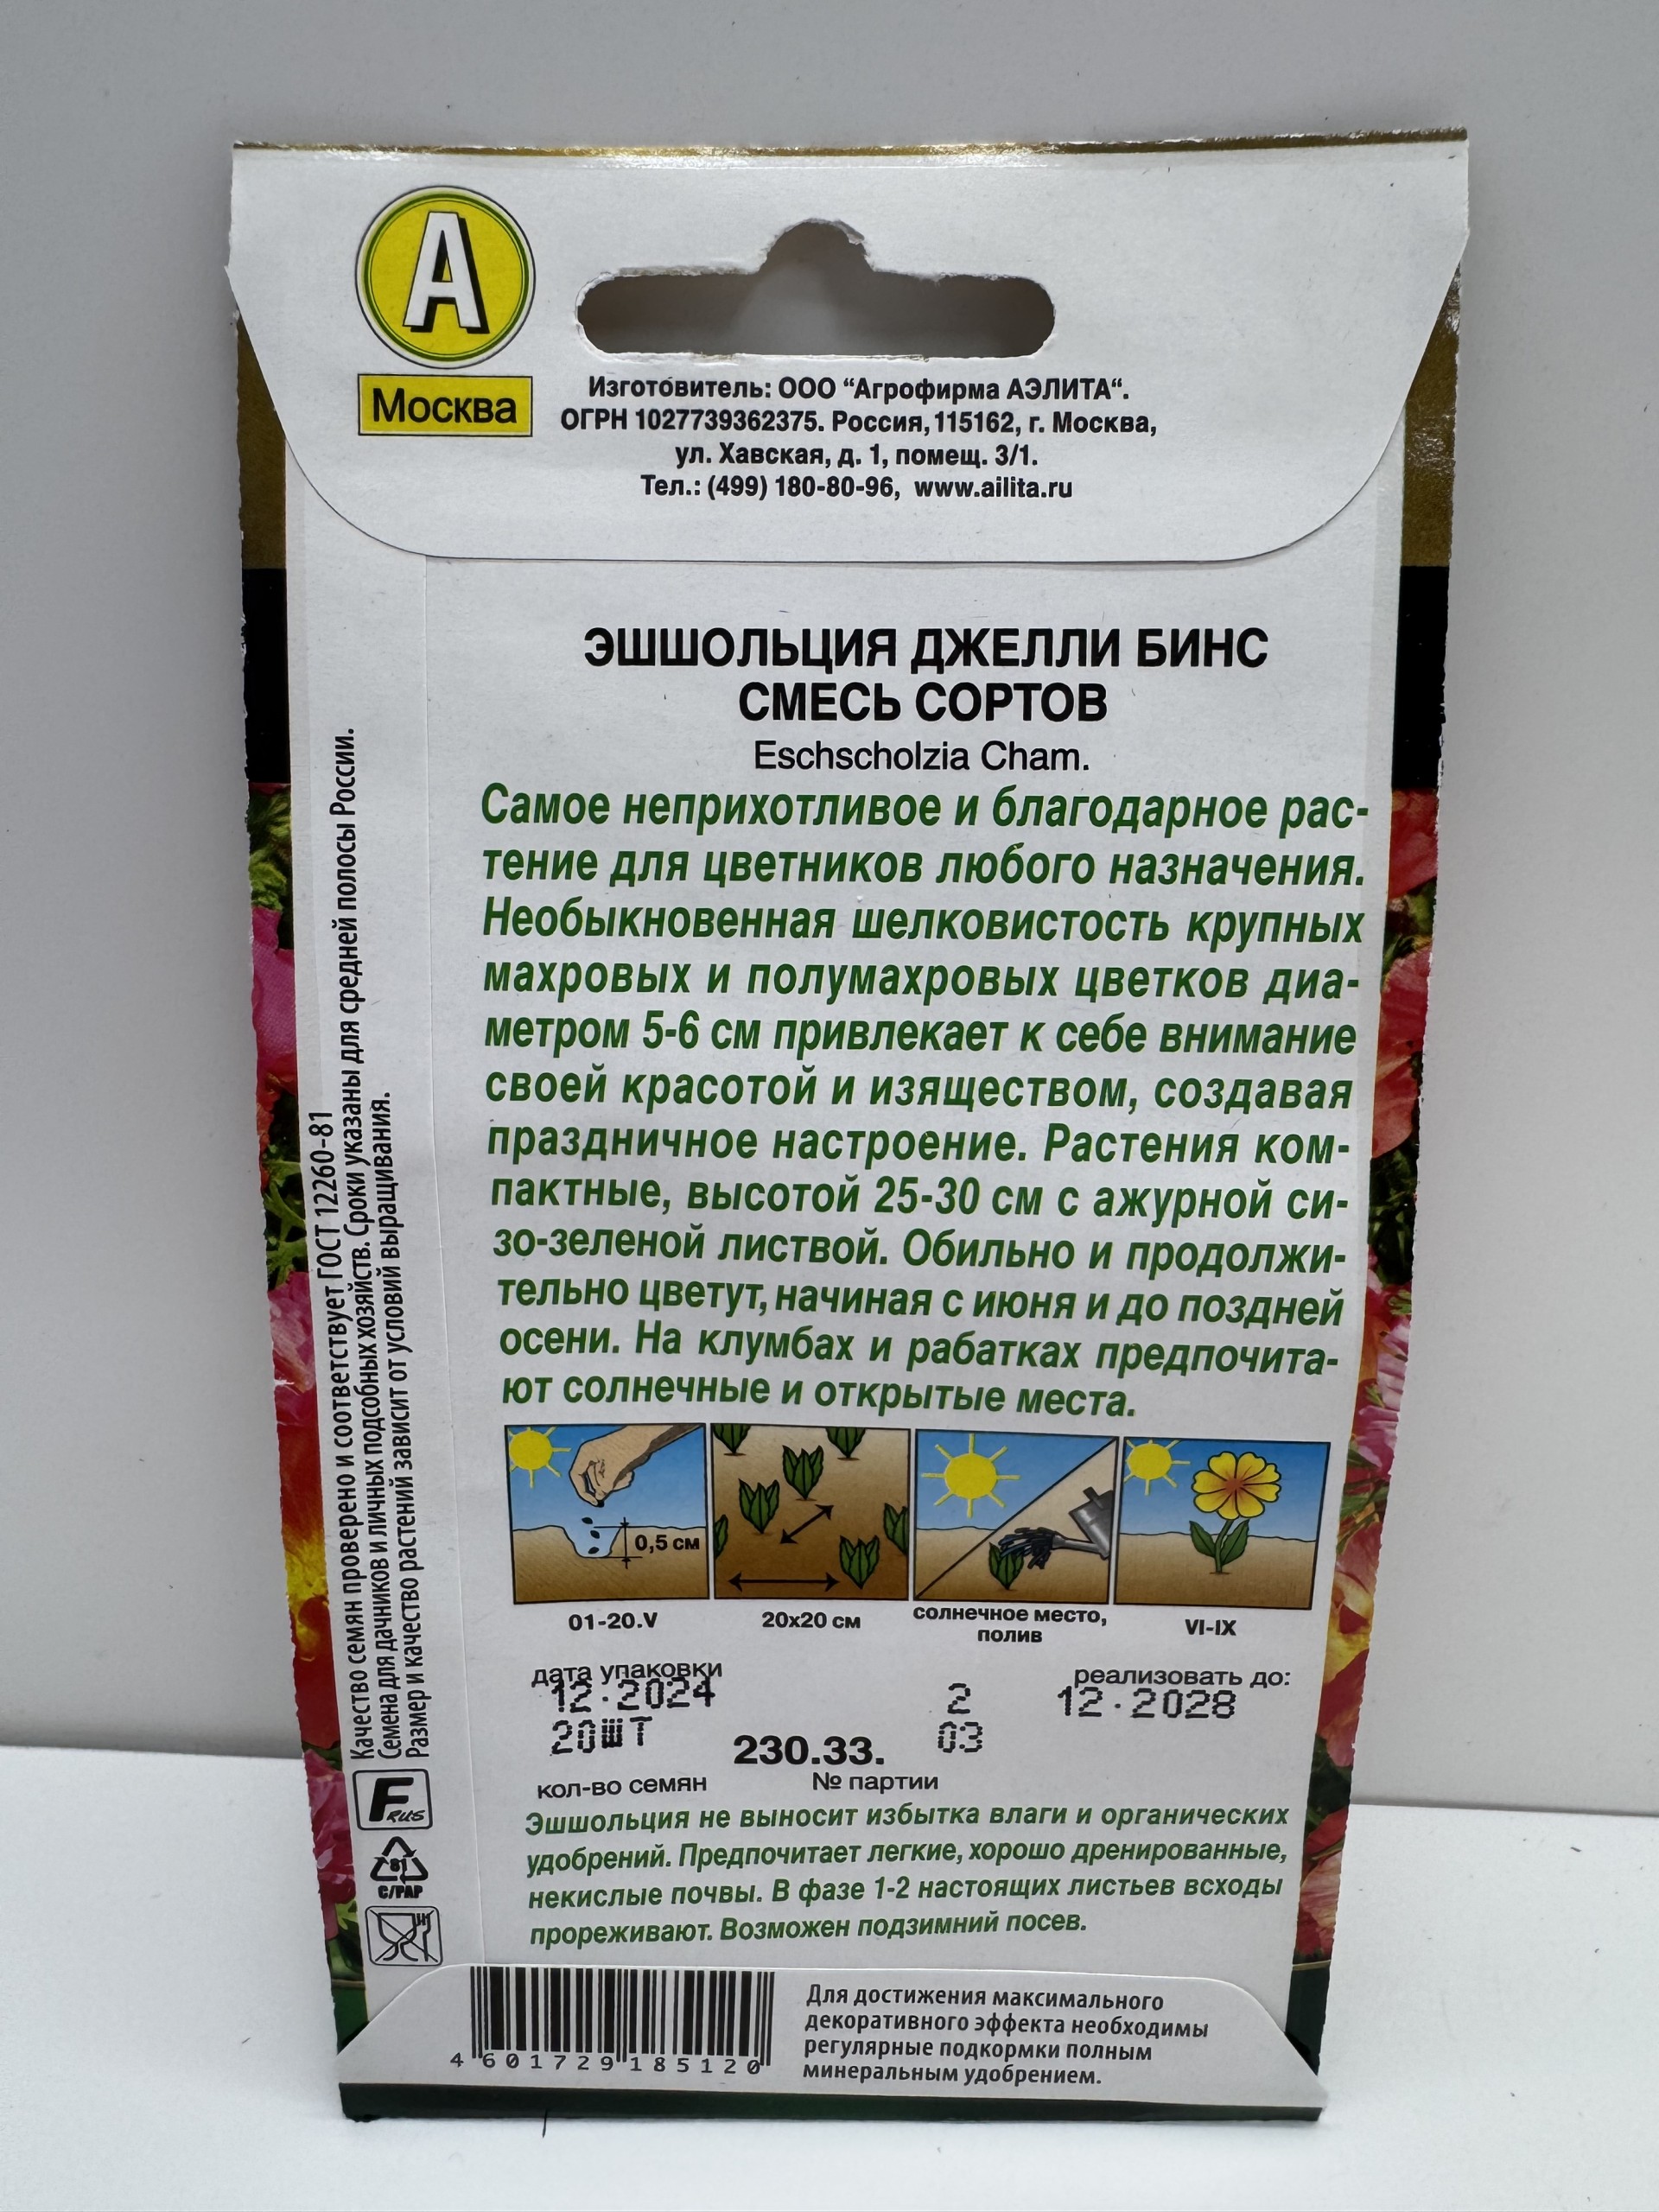 А
Москва
Изготовитель: ООО “Агрофирма АЭЛИТА“.
ОГРН 1027739362375. Россия, 115162, г. Москва,
ул. Хавская, д. 1, помещ. 3/1.
Тел.: (499) 180-80-96, www.ailita.ru
ЭШШОЛЬЦИЯ ДЖЕЛЛИ БИНС
СМЕСЬ СОРТОВ
Eschscholzia Cham.
Самое неприхотливое и благодарное рас-
тение для цветников любого назначения.
Необыкновенная шелковистость крупных
махровых и полумахровых цветков диа-
метром 5-6 см привлекает к себе внимание
своей красотой и изяществом, создавая
праздничное настроение. Растения ком-
пактные, высотой 25-30 см с ажурной си-
зо-зеленой листвой. Обильно и продолжи-
тельно цветут, начиная с июня и до поздней
осени. На клумбах и рабатках предпочита-
ют солнечные и открытые места.
0,5 см
01-20.V
20х20 см
солнечное место,
полив
VI-IX
дата упаковки
12.2024
20шт
кол-во семян
230.33.
№ партии
2
03
реализовать до:
12.2028
Эшшольция не выносит избытка влаги и органических
удобрений. Предпочитает легкие, хорошо дренированные,
некислые почвы. В фазе 1-2 настоящих листьев всходы
прореживают. Возможен подзимний посев.
Качество семян проверено и соответствует ГОСТ 12260-81
Семена для дачников и личных подсобных хозяйств. Сроки указаны для средней полосы России.
Размер и качество растений зависит от условий выращивания.
F RUS
81
C/PAP
4 601729 185120
Для достижения максимального
декоративного эффекта необходимы
регулярные подкормки полным
минеральным удобрением.